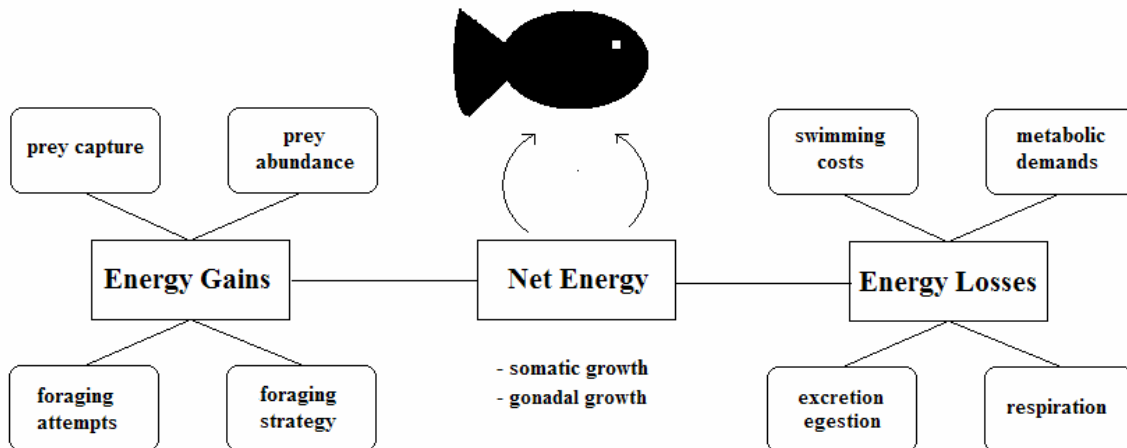 prey capture
prey
abundance
swimming
costs
metabolic
demands
Energy Gains
Net Energy
Energy Losses
foraging
attempts
foraging
strategy
- somatic growth
- gonadal growth
excretion
egestion
respiration